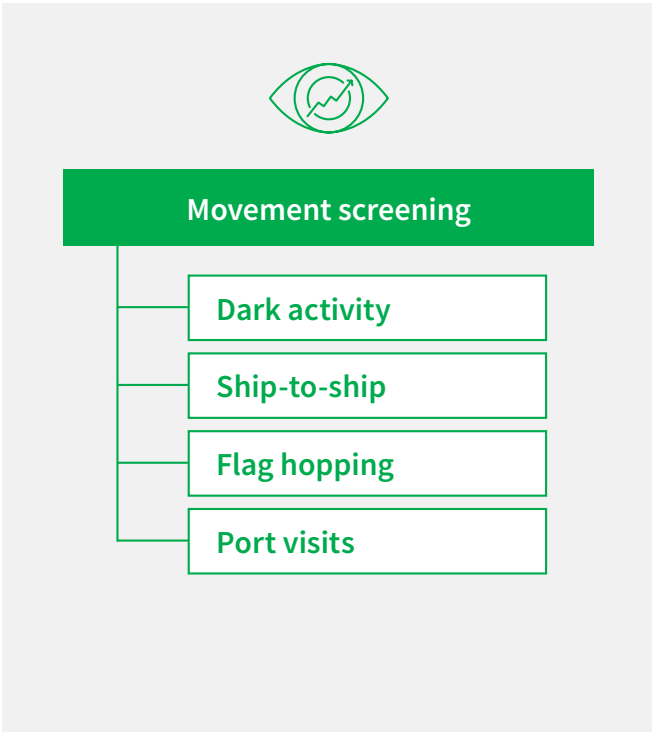 Movement screening
Dark activity
Ship-to-ship
Flag hopping
Port visits